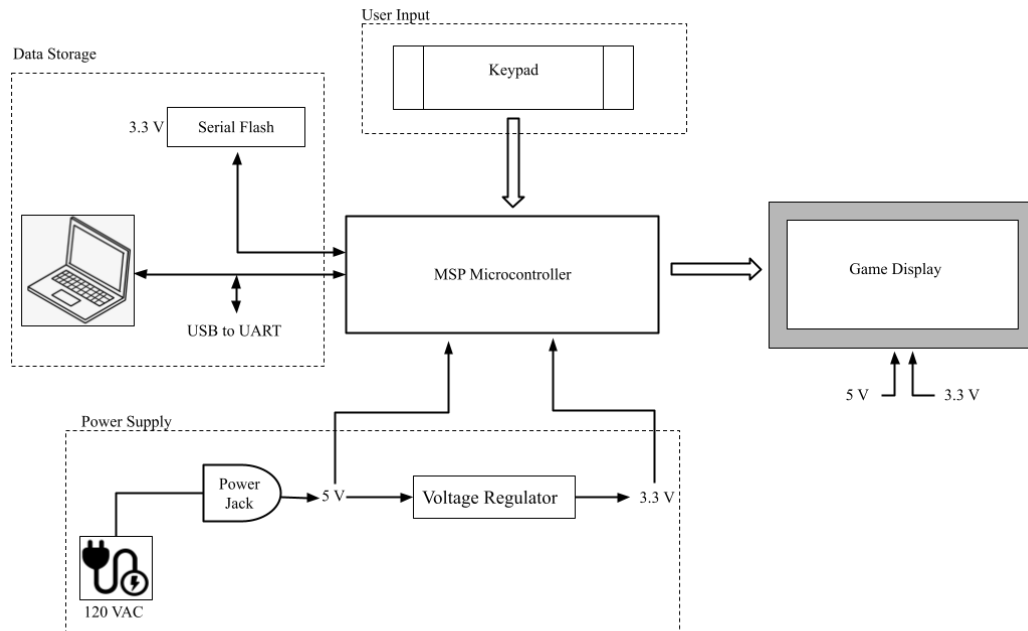 User Input
Data Storage
Keypad
3.3 V
Serial Flash
MSP Microcontroller
Game Display
USB to UART
5 V
3.3 V
Power Supply
Power
Jack
5 V
Voltage Regulator
3.3 V
120 VAC